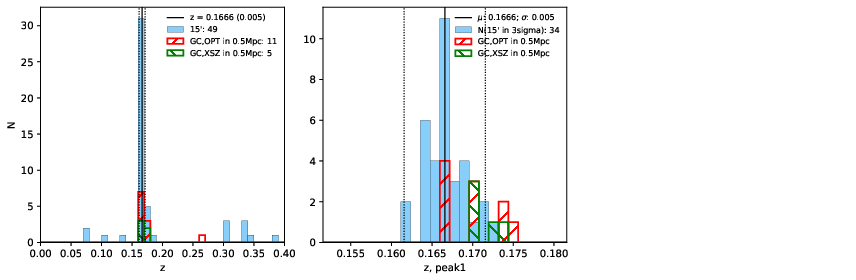 z = 0.1666 (0.005)
15': 49
GC,OPT in 0.5Mpc: 11
GC,XSZ in 0.5Mpc: 5
30
25
20
15
10
5
0
N
0.00 0.05 0.10 0.15 0.20 0.25 0.30 0.35 0.40
z
μ: 0.1666; σ: 0.005
N(15' in 3sigma): 34
GC,OPT in 0.5Mpc
GC,XSZ in 0.5Mpc
10
8
6
4
2
0
0.155 0.160 0.165 0.170 0.175 0.180
z, peak1